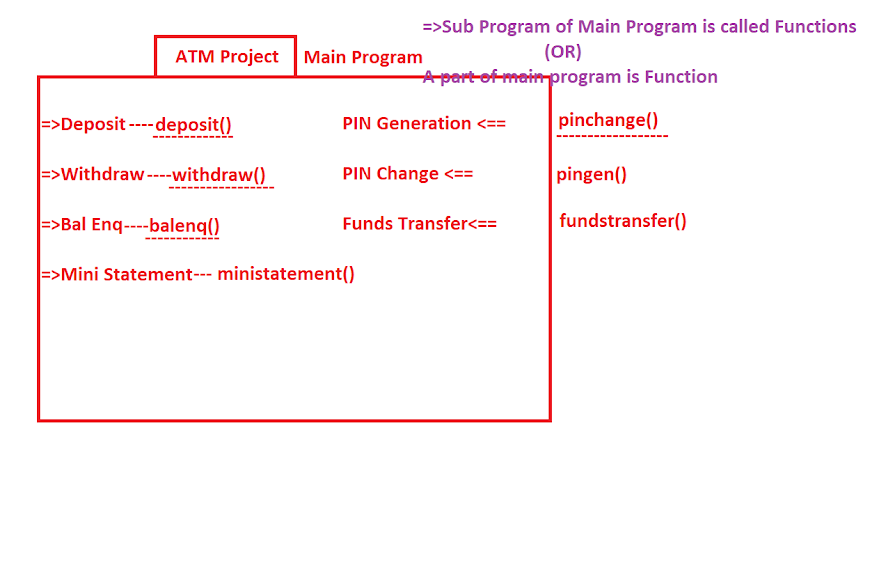 =>Sub Program of Main Program is called Functions
(OR)
A part of main program is Function
ATM Project Main Program
=>Deposit ----deposit() PIN Generation <== pinchange()
=>Withdraw----withdraw() PIN Change <== pingen()
=>Bal Enq----balenq() Funds Transfer<== fundstransfer()
=>Mini Statement--- ministatement()